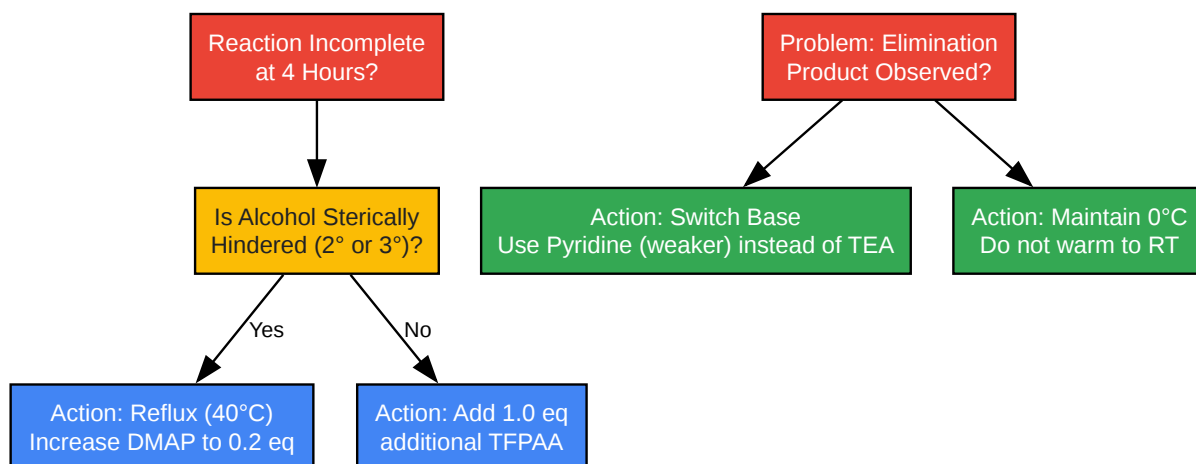 Reaction Incomplete
at 4 Hours?
Problem: Elimination
Product Observed?
Is Alcohol Sterically
Hindered (2° or 3°)?
Action: Switch Base
Use Pyridine (weaker) instead of TEA
Action: Maintain 0°C
Do not warm to RT
Yes
No
Action: Reflux (40°C)
Increase DMAP to 0.2 eq
Action: Add 1.0 eq
additional TFPAA